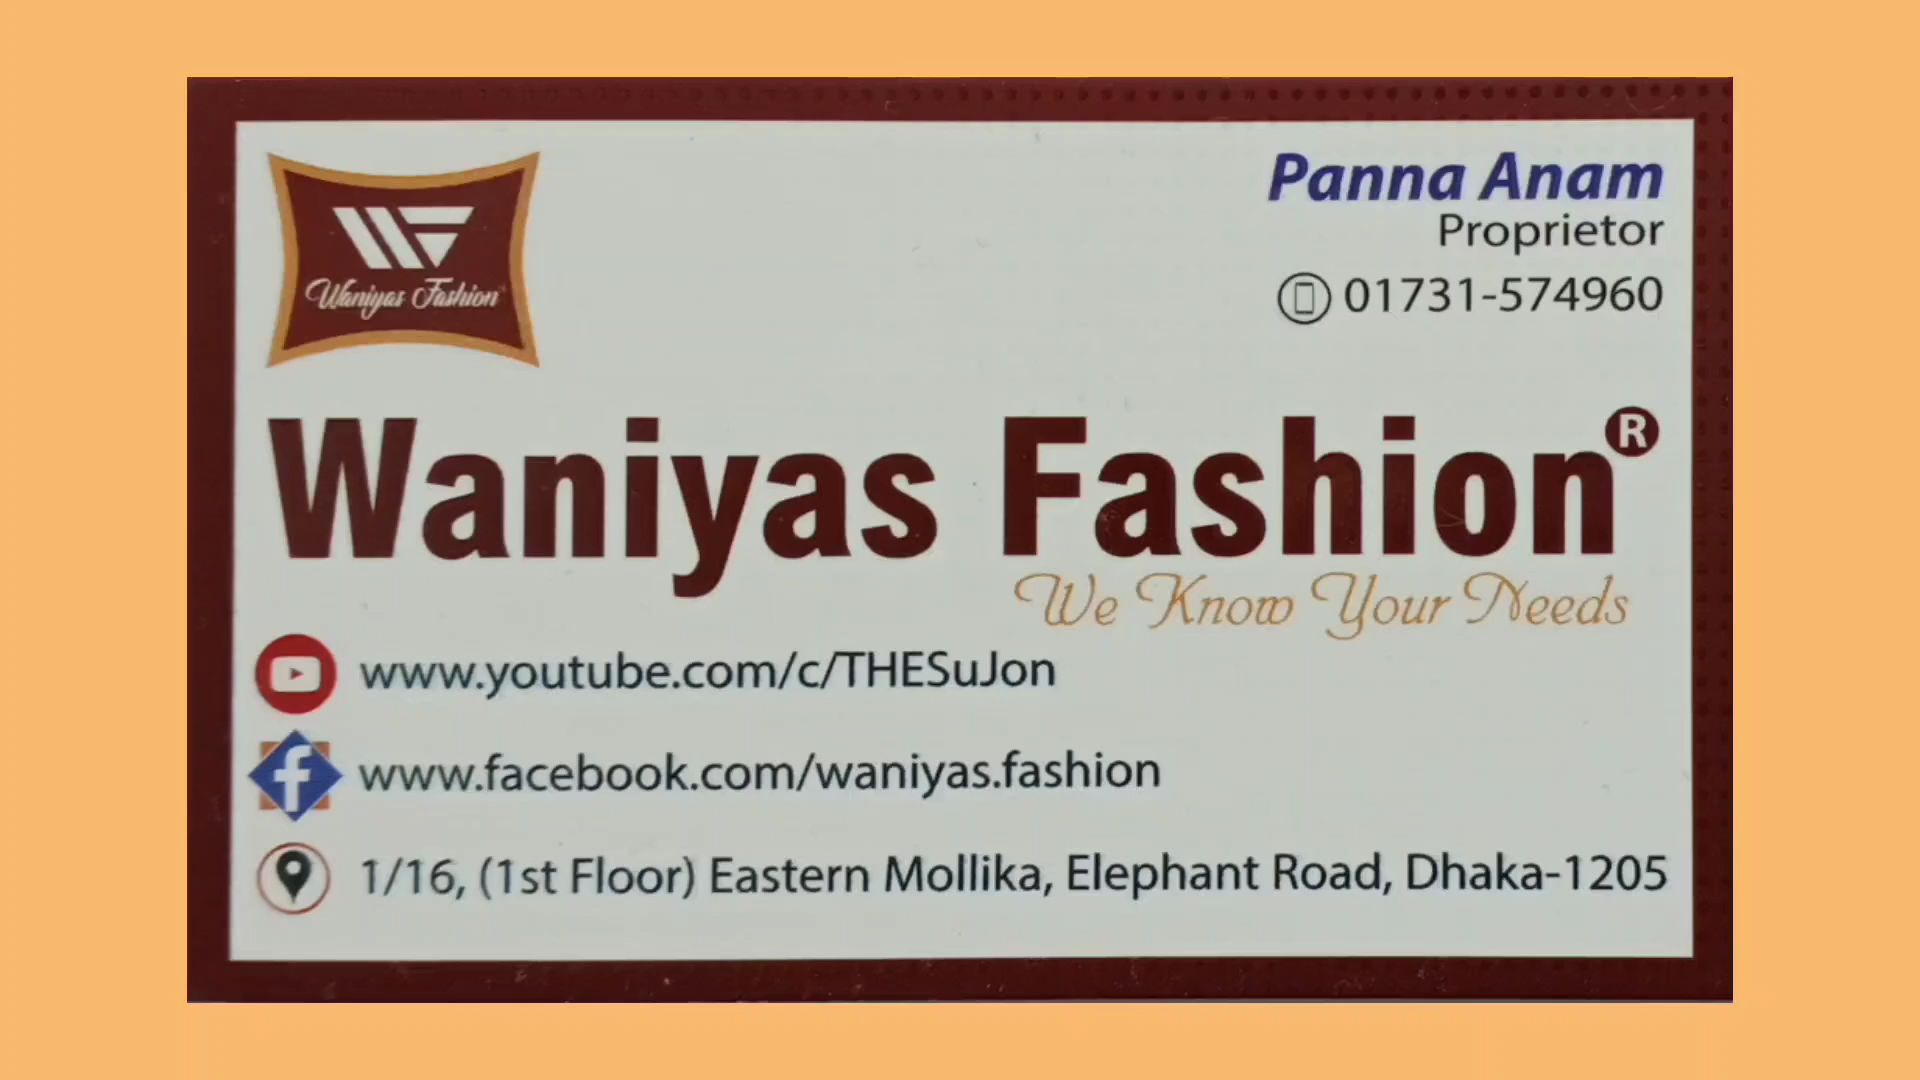 Waniyas Fashion
Panna Anam
Proprietor
01731-574960
Waniyas Fashion®
We Know Your Needs
www.youtube.com/c/THESuJon
www.facebook.com/waniyas.fashion
1/16, (1st Floor) Eastern Mollika, Elephant Road, Dhaka-1205